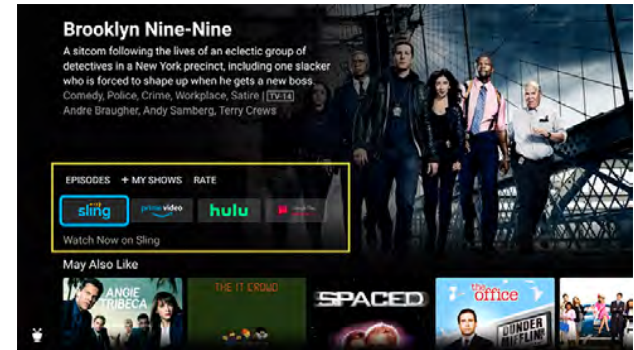 Brooklyn Nine-Nine
A sitcom following the lives of an eclectic group of
detectives in a New York precinct, including one slacker
who is forced to shape up when he gets a new boss.
Comedy, Police, Crime, Workplace, Satire | TV-14
Andre Braugher, Andy Samberg, Terry Crews
EPISODES + MY SHOWS RATE
sling prime video hulu
Watch Now on Sling
May Also Like
ANGIE TRIBECA
THE IT CROWD
SPACED
the office
DUNDER MIFFLIN